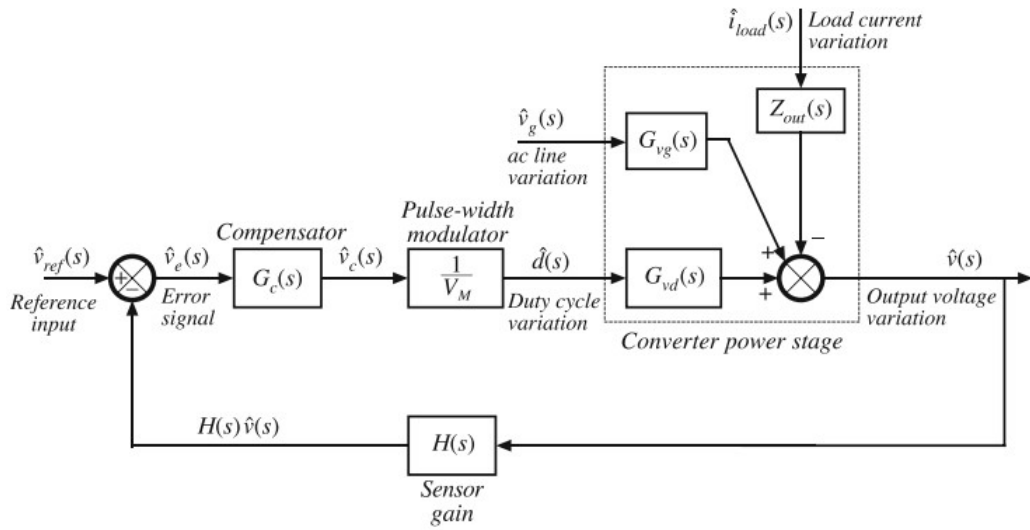 î_load(s) Load current
variation
Z_out(s)
v̂_g(s)
ac line
variation
G_vg(s)
−
+
v̂_ref(s)
Reference
input
+
−
v̂_e(s)
Error
signal
Compensator
G_c(s)
v̂_c(s)
Pulse-width
modulator
1
V_M
d̂(s)
Duty cycle
variation
G_vd(s)
+
v̂(s)
Output voltage
variation
Converter power stage
H(s) v̂(s)
H(s)
Sensor
gain